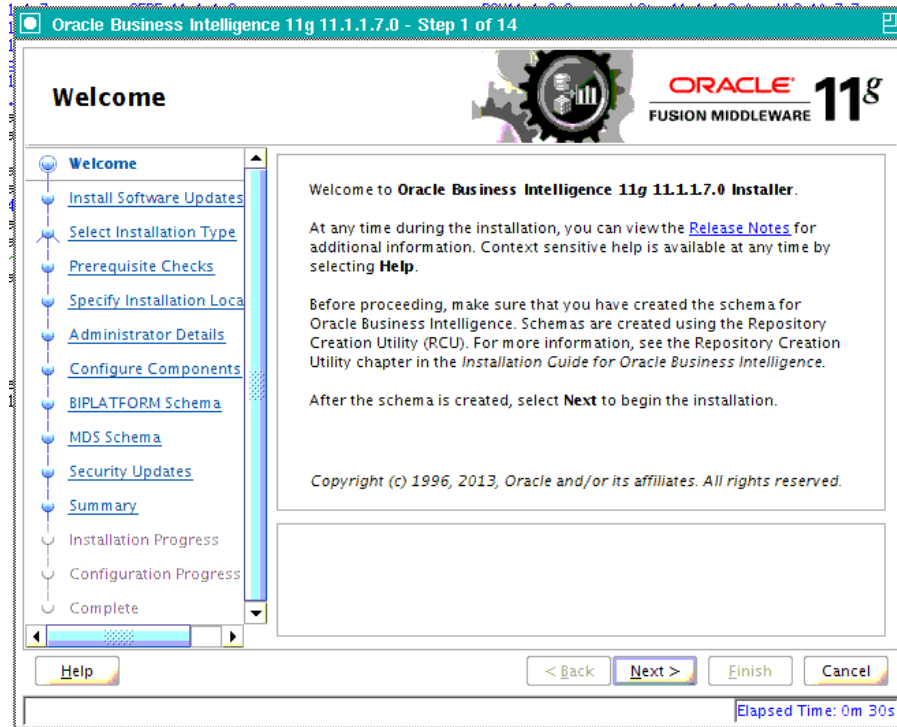 Oracle Business Intelligence 11g 11.1.1.7.0 - Step 1 of 14
Welcome
ORACLE
FUSION MIDDLEWARE
11g
Welcome
Install Software Updates
Select Installation Type
Prerequisite Checks
Specify Installation Loca
Administrator Details
Configure Components
BIPLATFORM Schema
MDS Schema
Security Updates
Summary
Installation Progress
Configuration Progress
Complete
Welcome to Oracle Business Intelligence 11g 11.1.1.7.0 Installer.
At any time during the installation, you can view the Release Notes for
additional information. Context sensitive help is available at any time by
selecting Help.
Before proceeding, make sure that you have created the schema for
Oracle Business Intelligence. Schemas are created using the Repository
Creation Utility (RCU). For more information, see the Repository Creation
Utility chapter in the Installation Guide for Oracle Business Intelligence.
After the schema is created, select Next to begin the installation.
Copyright (c) 1996, 2013, Oracle and/or its affiliates. All rights reserved.
Help
< Back
Next >
Finish
Cancel
Elapsed Time: 0m 30s